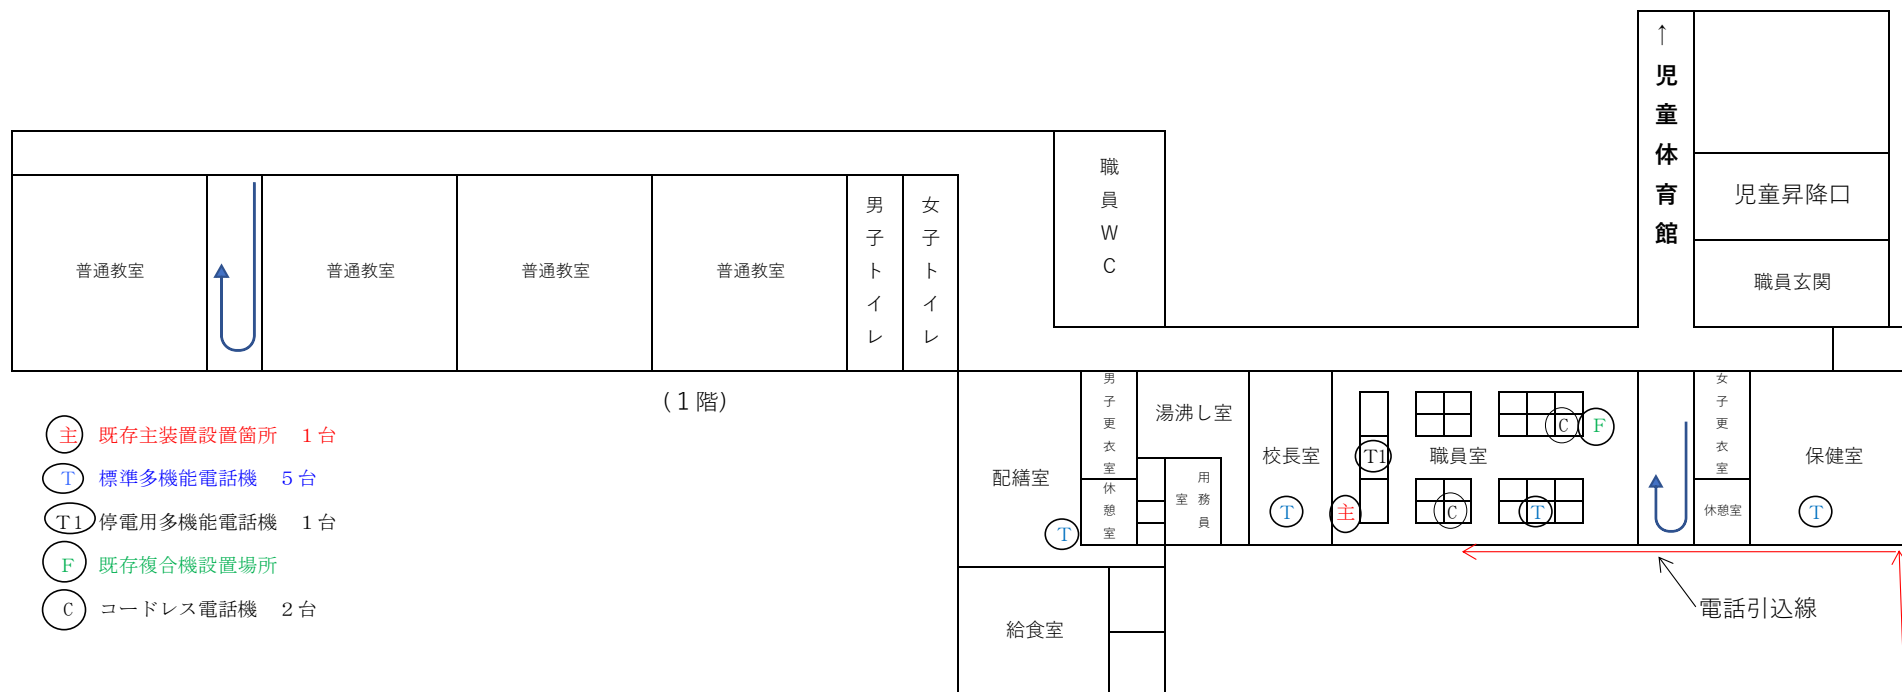 ↑児童体育館
児童昇降口
職員玄関
職員WC
普通教室
普通教室
普通教室
普通教室
男子トイレ
女子トイレ
(1階)
男子更衣室
湯沸し室
校長室
T1
職員室
C
F
女子更衣室
保健室
配繕室
休憩室
用務員室
T
主
C
T
休憩室
T
T
電話引込線
給食室
主 既存主装置設置箇所 1台
T 標準多機能電話機 5台
T1 停電用多機能電話機 1台
F 既存複合機設置場所
C コードレス電話機 2台